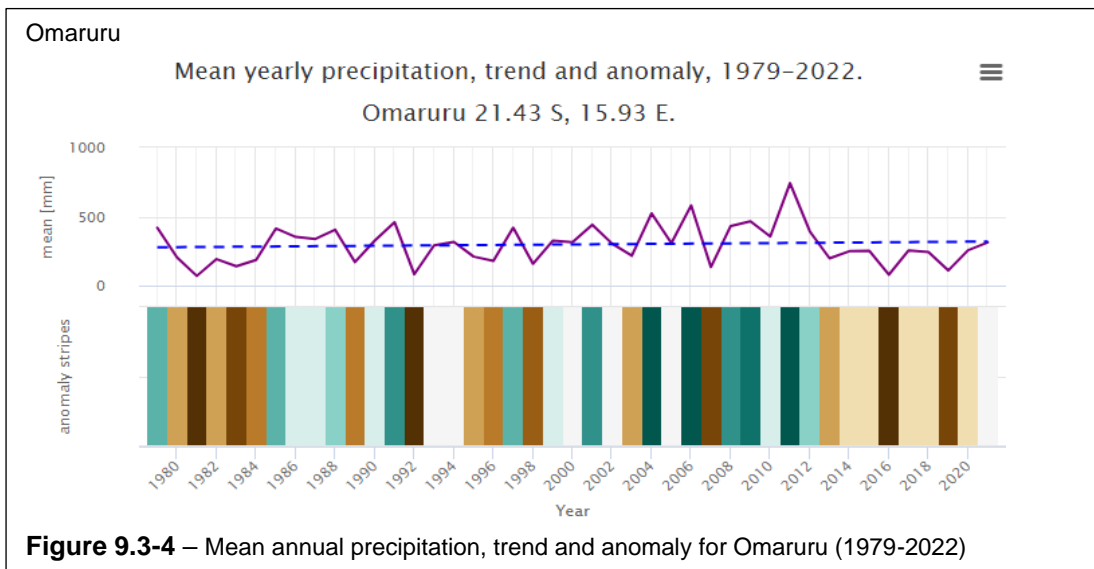 Omaruru
Mean yearly precipitation, trend and anomaly, 1979–2022.
Omaruru 21.43 S, 15.93 E.
1000
500
0
mean [mm]
anomaly stripes
1980 1982 1984 1986 1988 1990 1992 1994 1996 1998 2000 2002 2004 2006 2008 2010 2012 2014 2016 2018 2020
Year
Figure 9.3-4 – Mean annual precipitation, trend and anomaly for Omaruru (1979-2022)